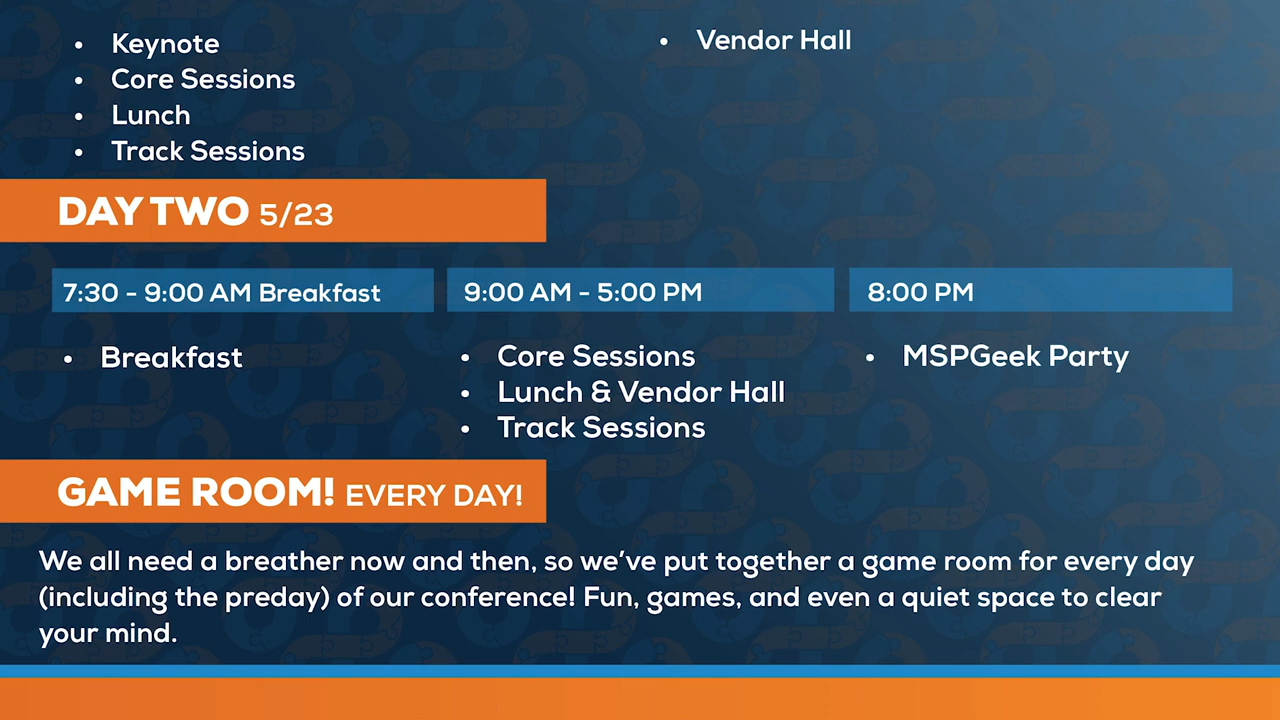 • Keynote
• Core Sessions
• Lunch
• Track Sessions
• Vendor Hall
DAY TWO 5/23
7:30 - 9:00 AM Breakfast
• Breakfast
9:00 AM - 5:00 PM
• Core Sessions
• Lunch & Vendor Hall
• Track Sessions
8:00 PM
• MSPGeek Party
GAME ROOM! EVERY DAY!
We all need a breather now and then, so we’ve put together a game room for every day
(including the preday) of our conference! Fun, games, and even a quiet space to clear
your mind.